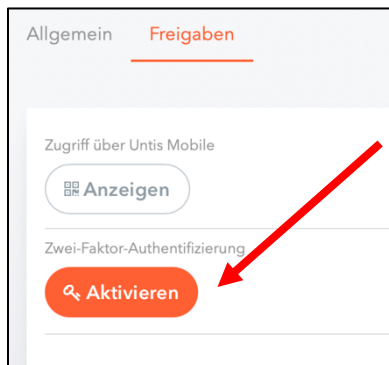 Allgemein Freigaben
Zugriff über Untis Mobile
Anzeigen
Zwei-Faktor-Authentifizierung
Aktivieren